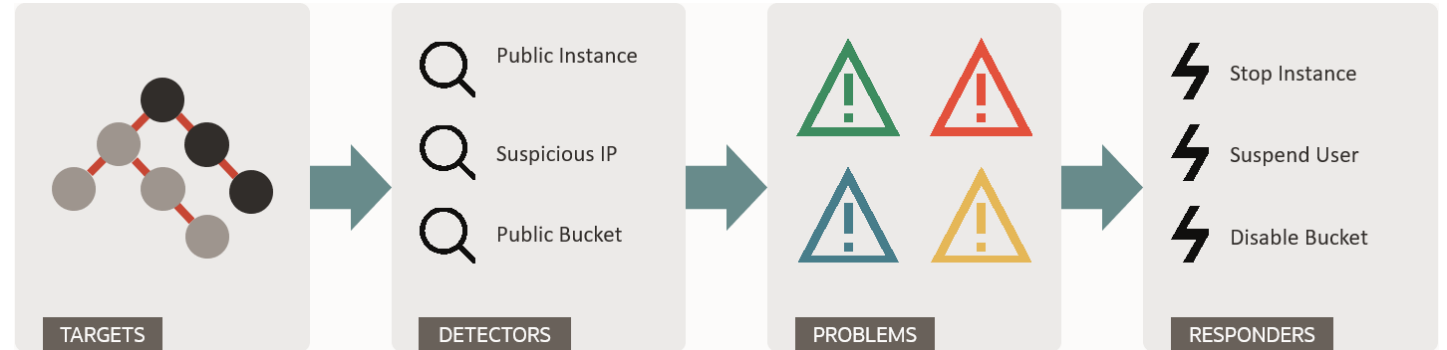 Public Instance
Suspicious IP
Public Bucket
Stop Instance
Suspend User
Disable Bucket
TARGETS
DETECTORS
PROBLEMS
RESPONDERS